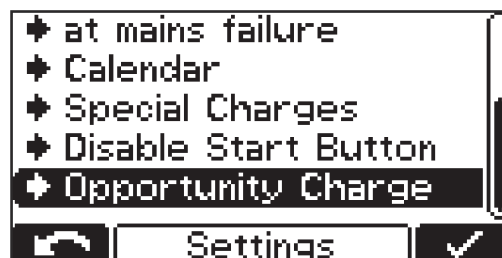 at mains failure
Calendar
Special Charges
Disable Start Button
Opportunity Charge
Settings